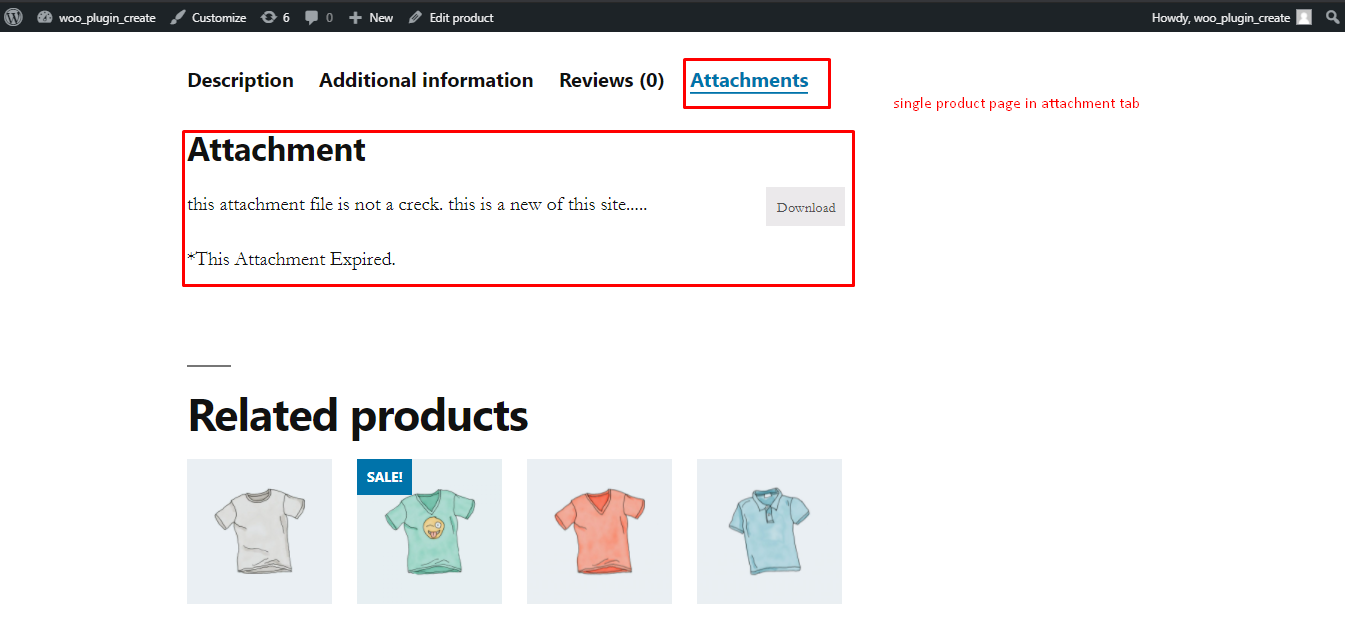 woo_plugin_create Customize 6 0 New Edit product Howdy, woo_plugin_create
Description Additional information Reviews (0) Attachments
single product page in attachment tab
Attachment
this attachment file is not a creck. this is a new of this site.....
Download
*This Attachment Expired.
Related products
SALE!